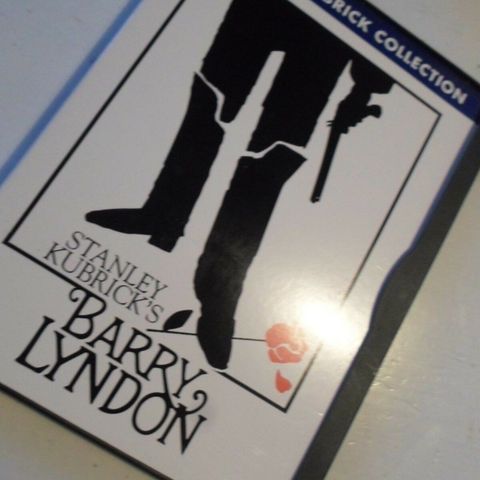 BRICK COLLECTION
STANLEY
KUBRICK'S
BARRY
LYNDON